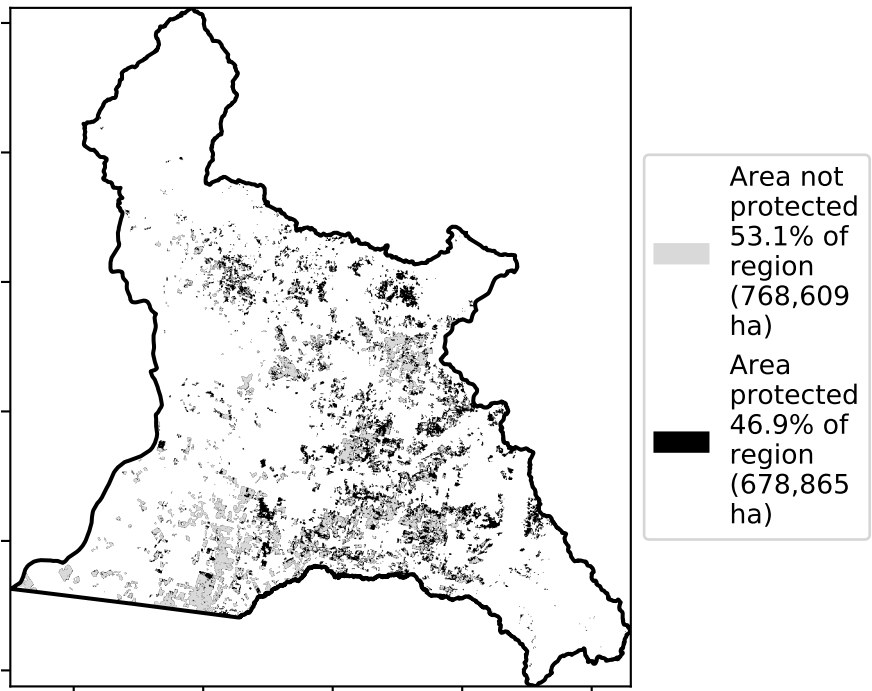 Area not
protected
53.1% of
region
(768,609
ha)
Area
protected
46.9% of
region
(678,865
ha)